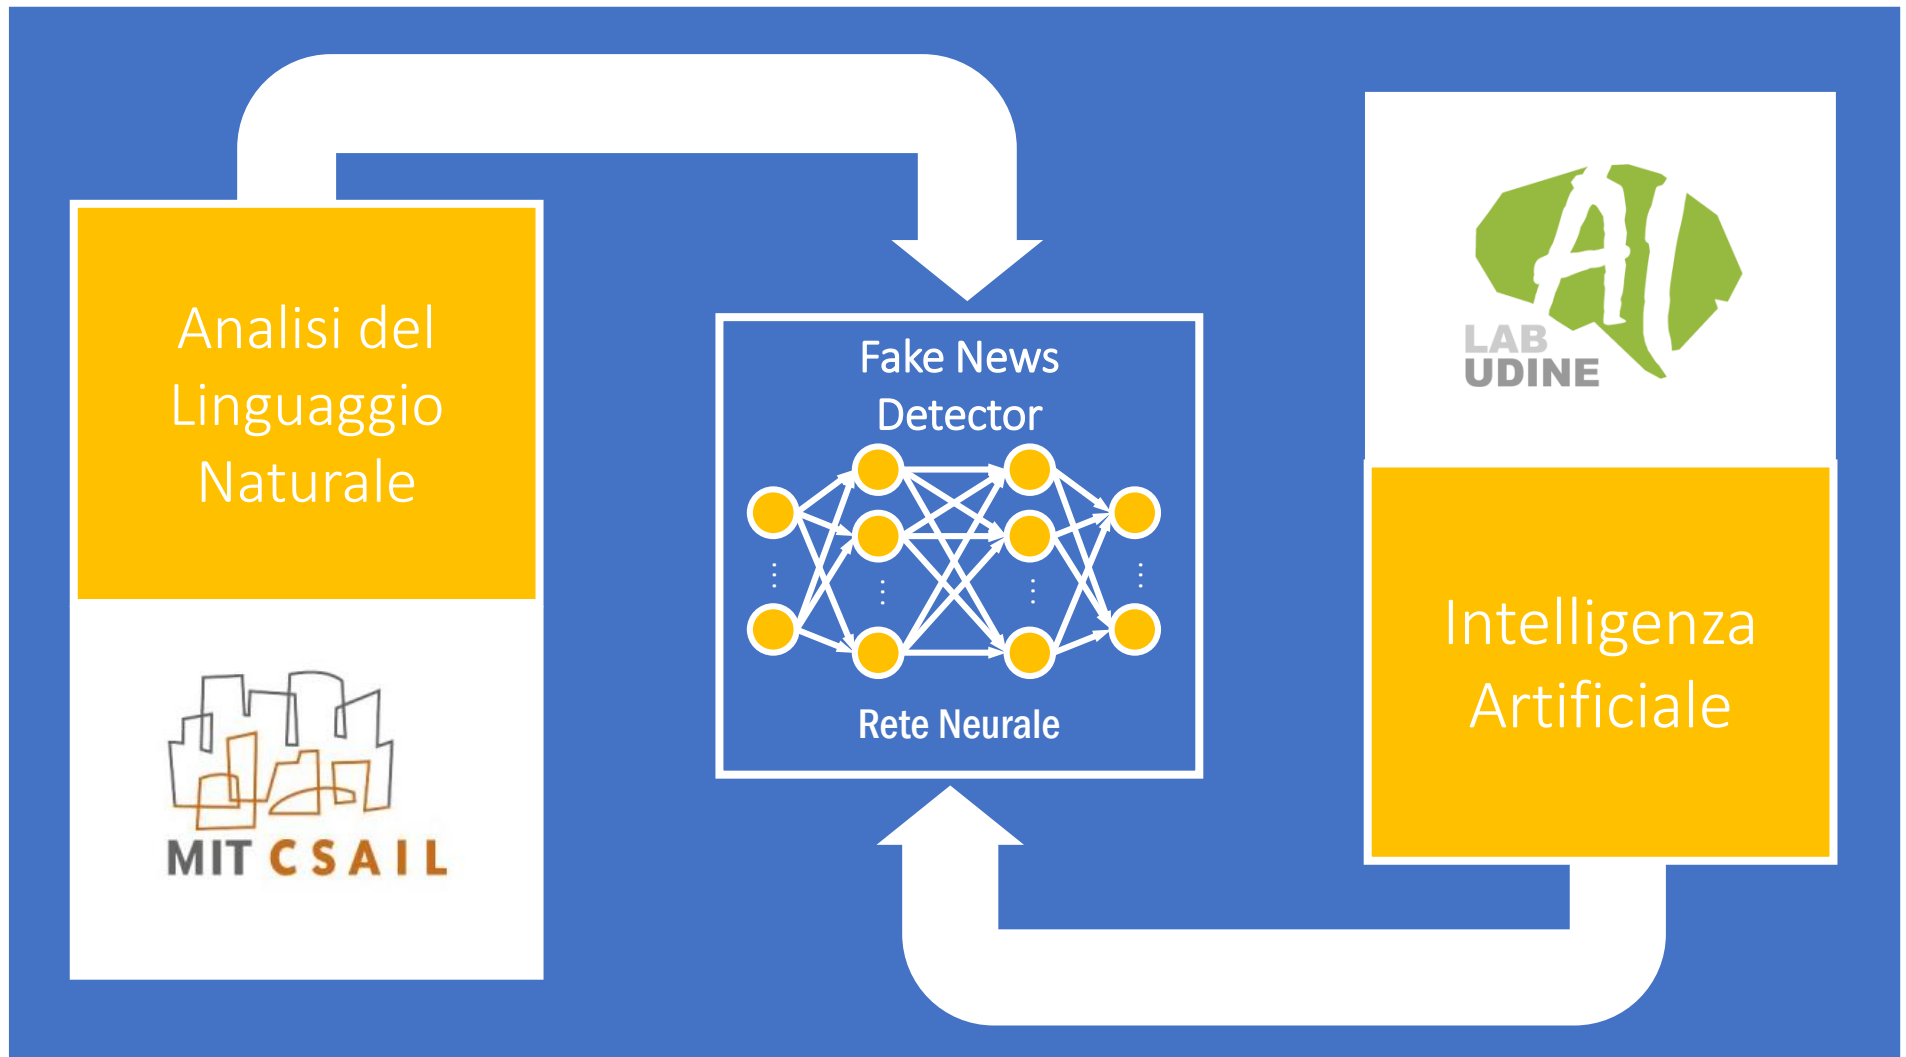 Analisi del
Linguaggio
Naturale
MIT CSAIL
Fake News
Detector
Rete Neurale
AI
LAB
UDINE
Intelligenza
Artificiale